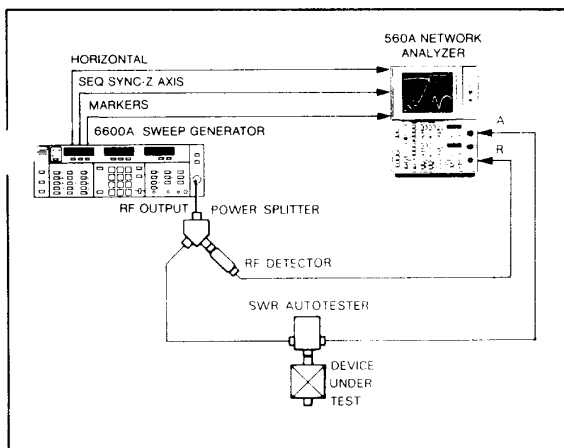 560A NETWORK
ANALYZER
HORIZONTAL
SEQ SYNC-Z AXIS
MARKERS
6600A SWEEP GENERATOR
A
R
RF OUTPUT
POWER SPLITTER
RF DETECTOR
SWR AUTOTESTER
DEVICE
UNDER
TEST